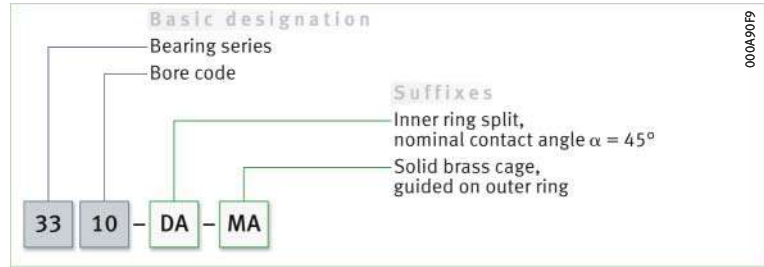 Basic designation
Bearing series
Bore code
Suffixes
Inner ring split,
nominal contact angle α = 45°
Solid brass cage,
guided on outer ring
33 10 – DA – MA
000A90F9